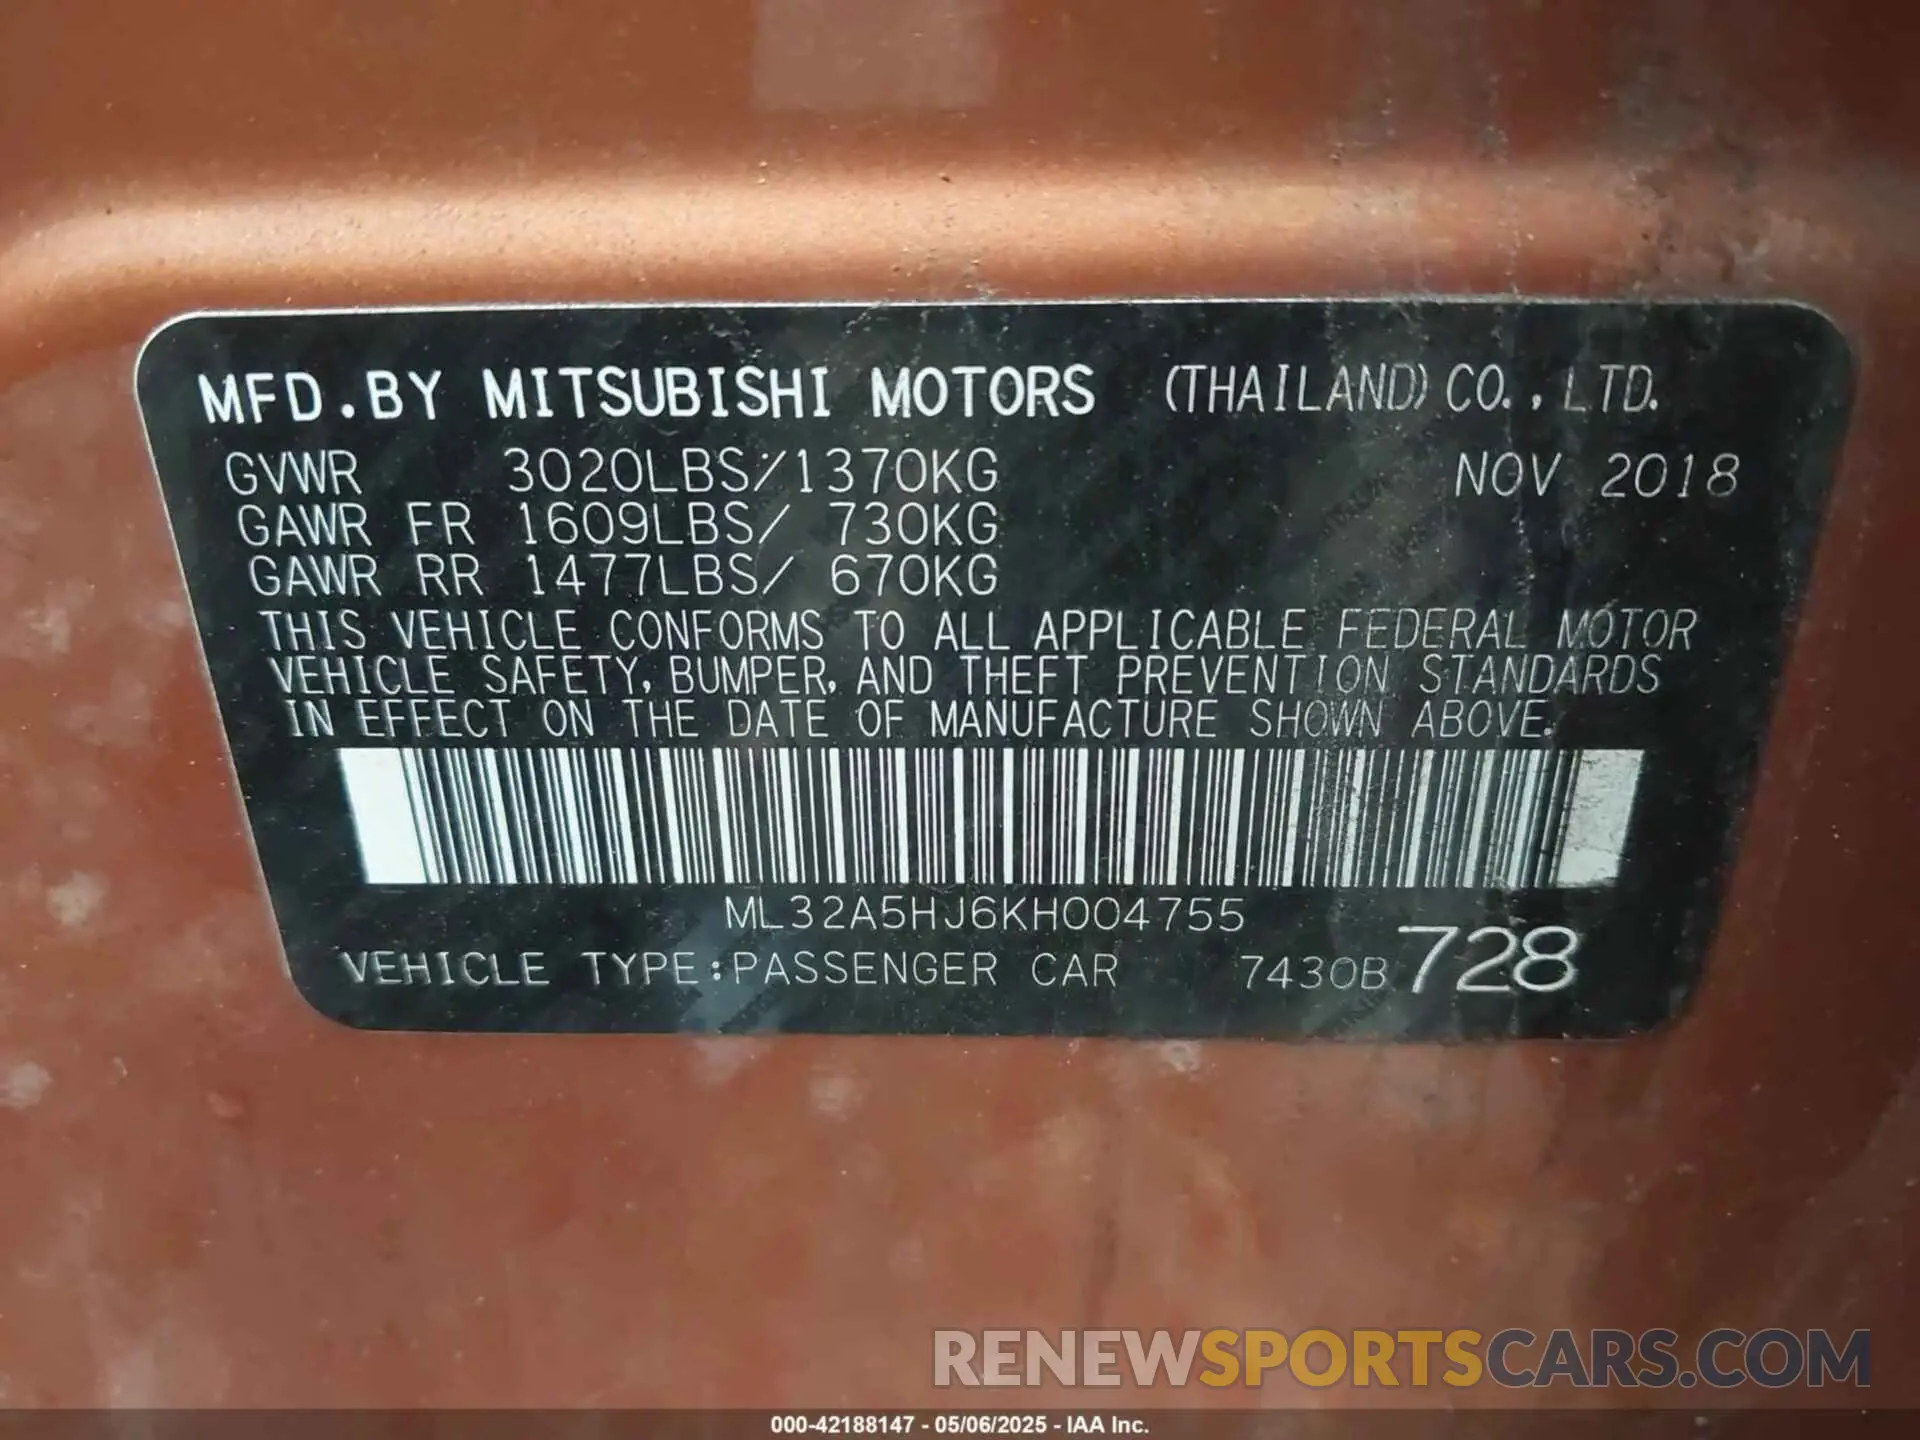 MFD.BY MITSUBISHI MOTORS (THAILAND) CO., LTD.
GVWR 3020LBS/1370KG NOV 2018
GAWR FR 1609LBS/ 730KG
GAWR RR 1477LBS/ 670KG
THIS VEHICLE CONFORMS TO ALL APPLICABLE FEDERAL MOTOR
VEHICLE SAFETY, BUMPER, AND THEFT PREVENTION STANDARDS
IN EFFECT ON THE DATE OF MANUFACTURE SHOWN ABOVE.
ML32A5HJ6KH004755
VEHICLE TYPE:PASSENGER CAR 7430B 728
RENEWSPORTSCARS.COM
000-42188147 - 05/06/2025 - IAA Inc.